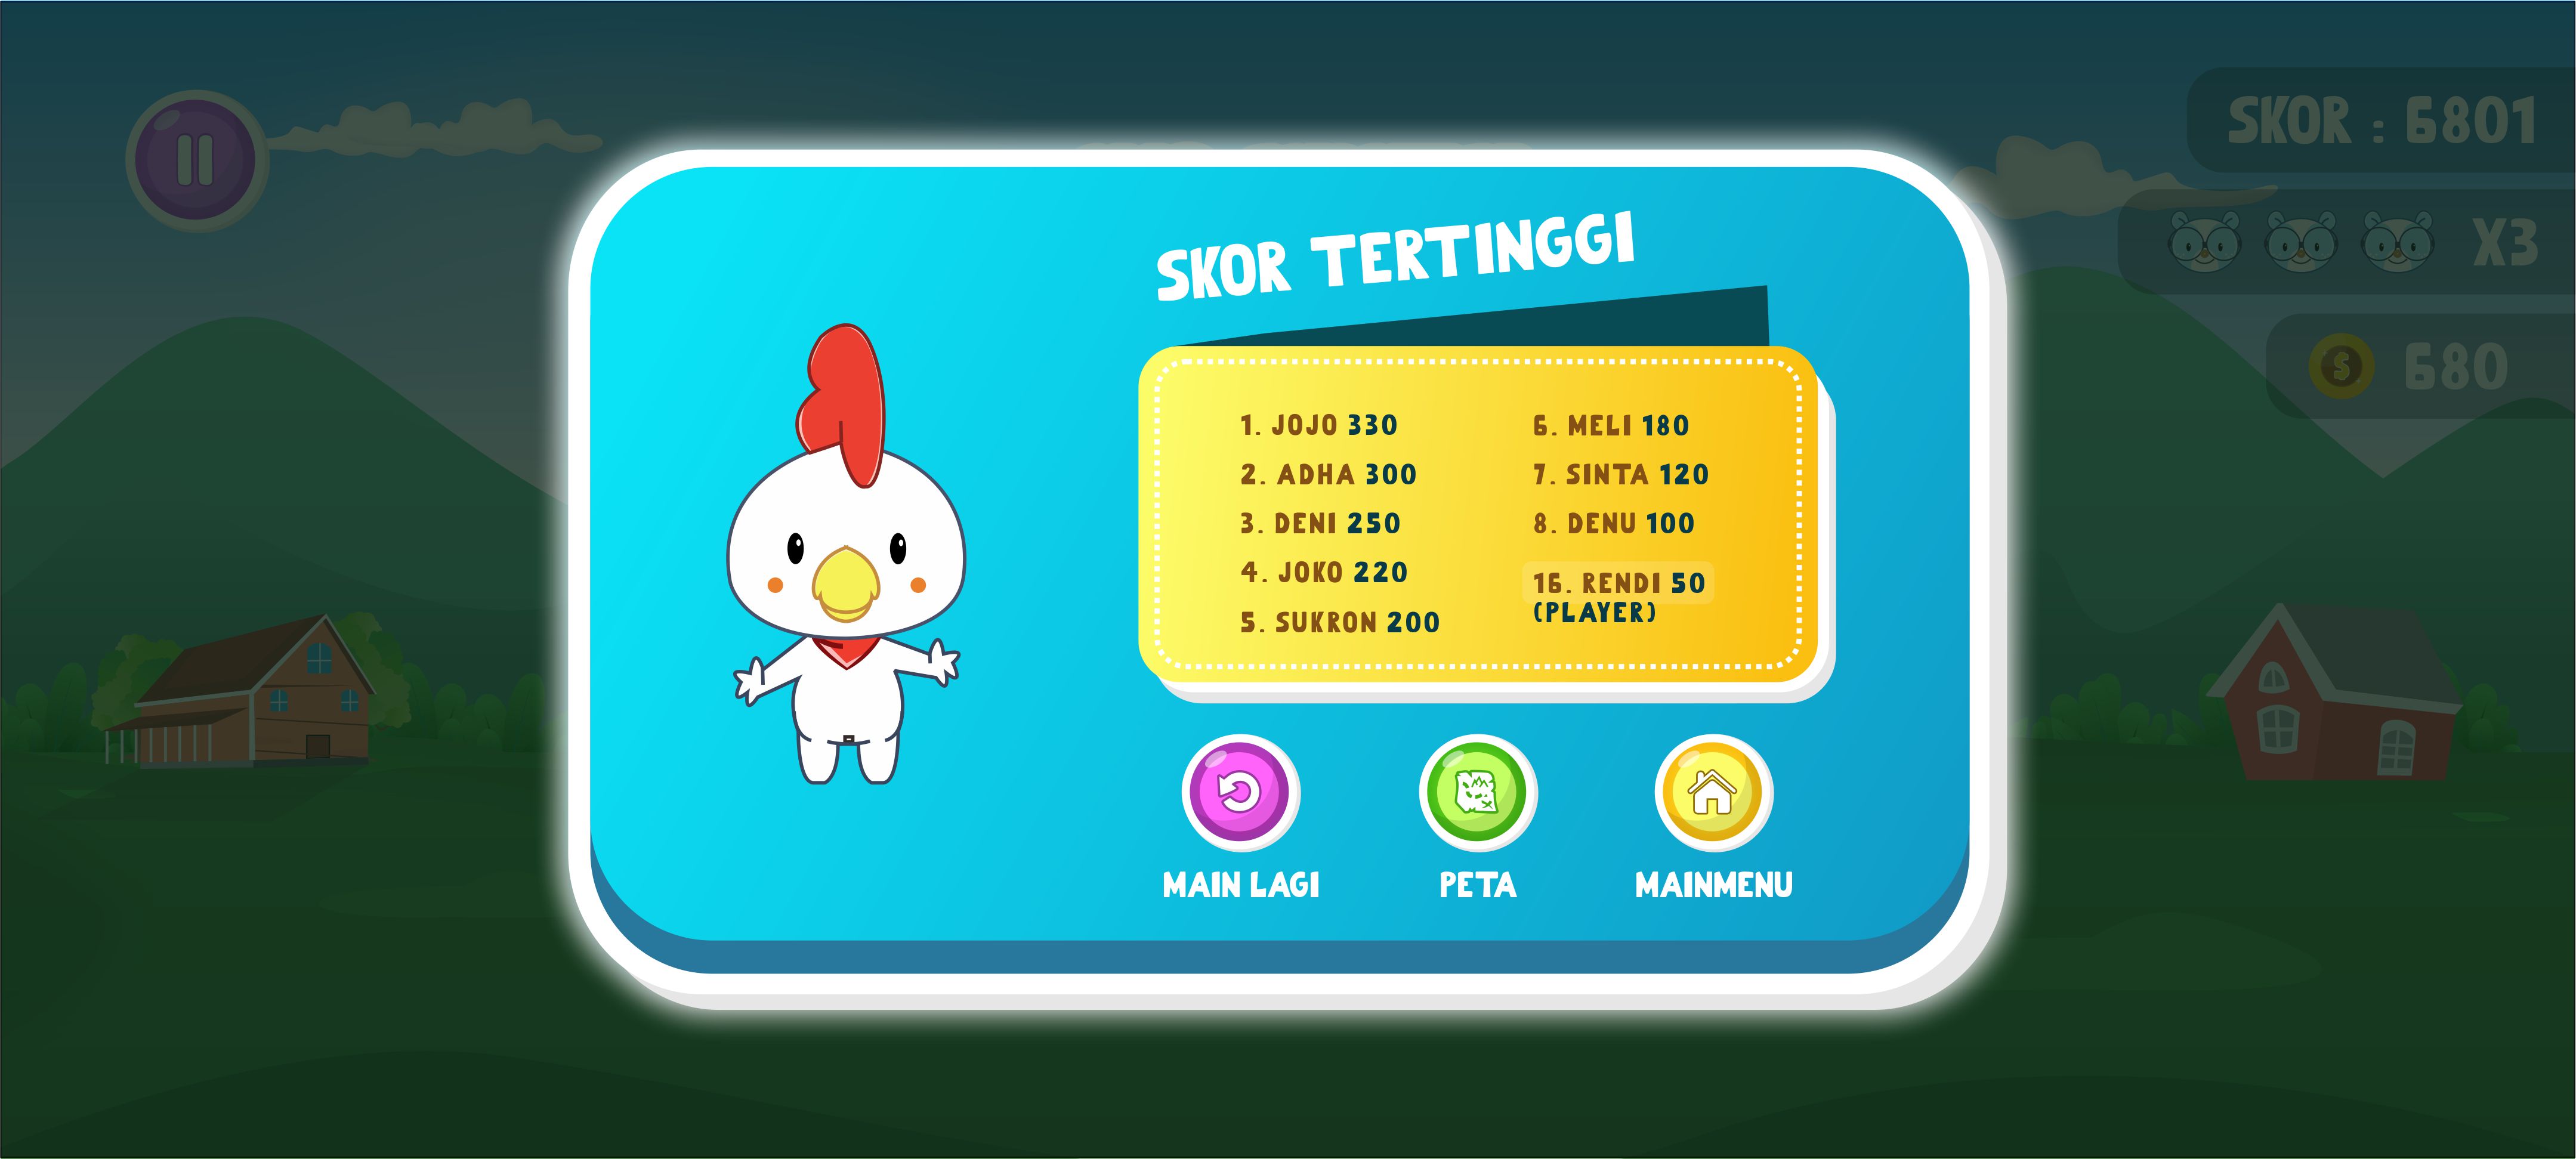 SKOR : 6801
X3
$ 680
SKOR TERTINGGI
1. JOJO 330
2. ADHA 300
3. DENI 250
4. JOKO 220
5. SUKRON 200
6. MELI 180
7. SINTA 120
8. DENU 100
16. RENDI 50
(PLAYER)
MAIN LAGI
PETA
MAINMENU